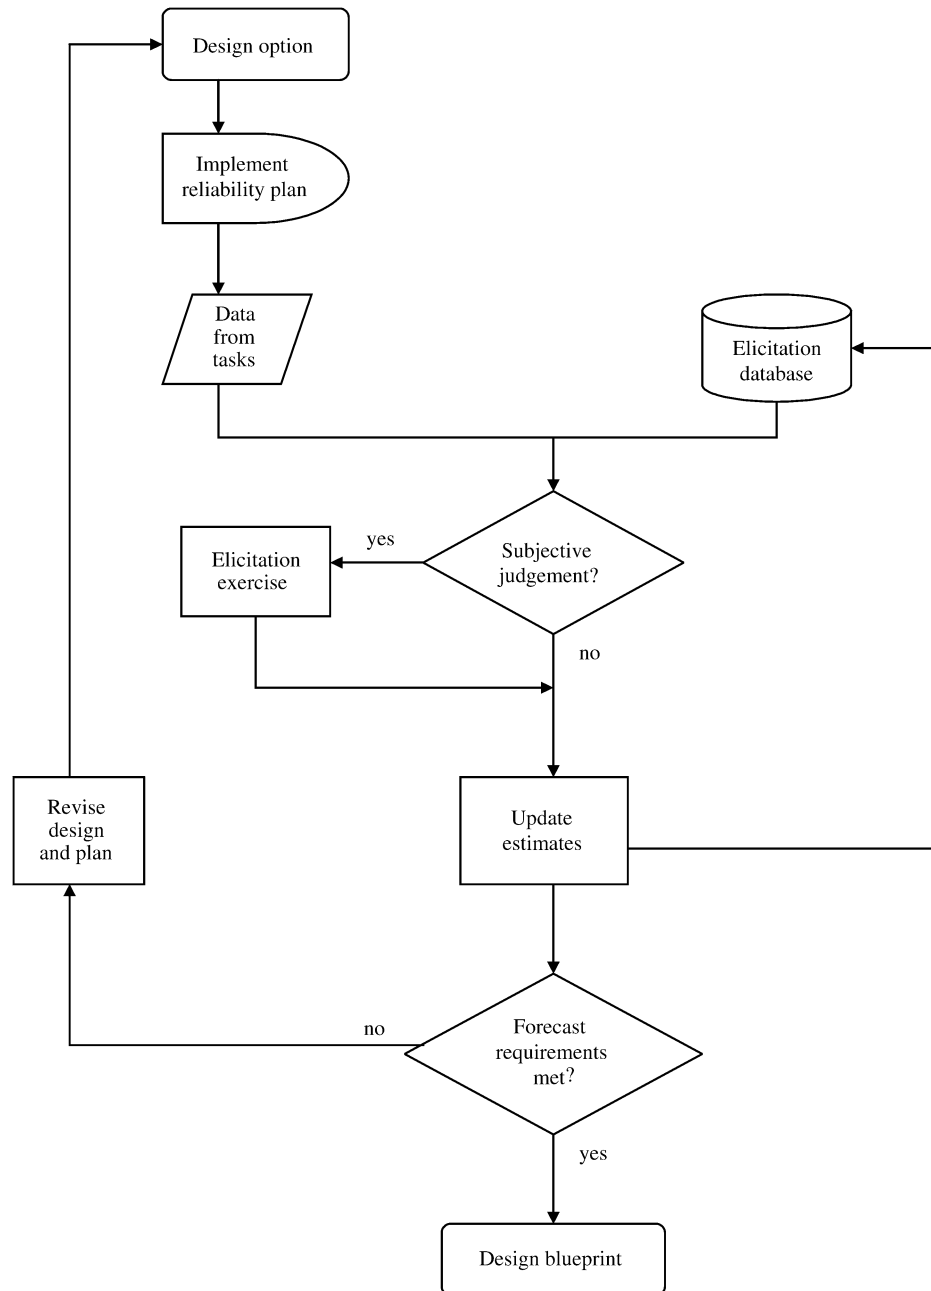 Design option
Implement
reliability plan
Data
from
tasks
Elicitation
database
yes
Elicitation
exercise
Subjective
judgement?
no
Revise
design
and plan
Update
estimates
no
Forecast
requirements
met?
yes
Design blueprint